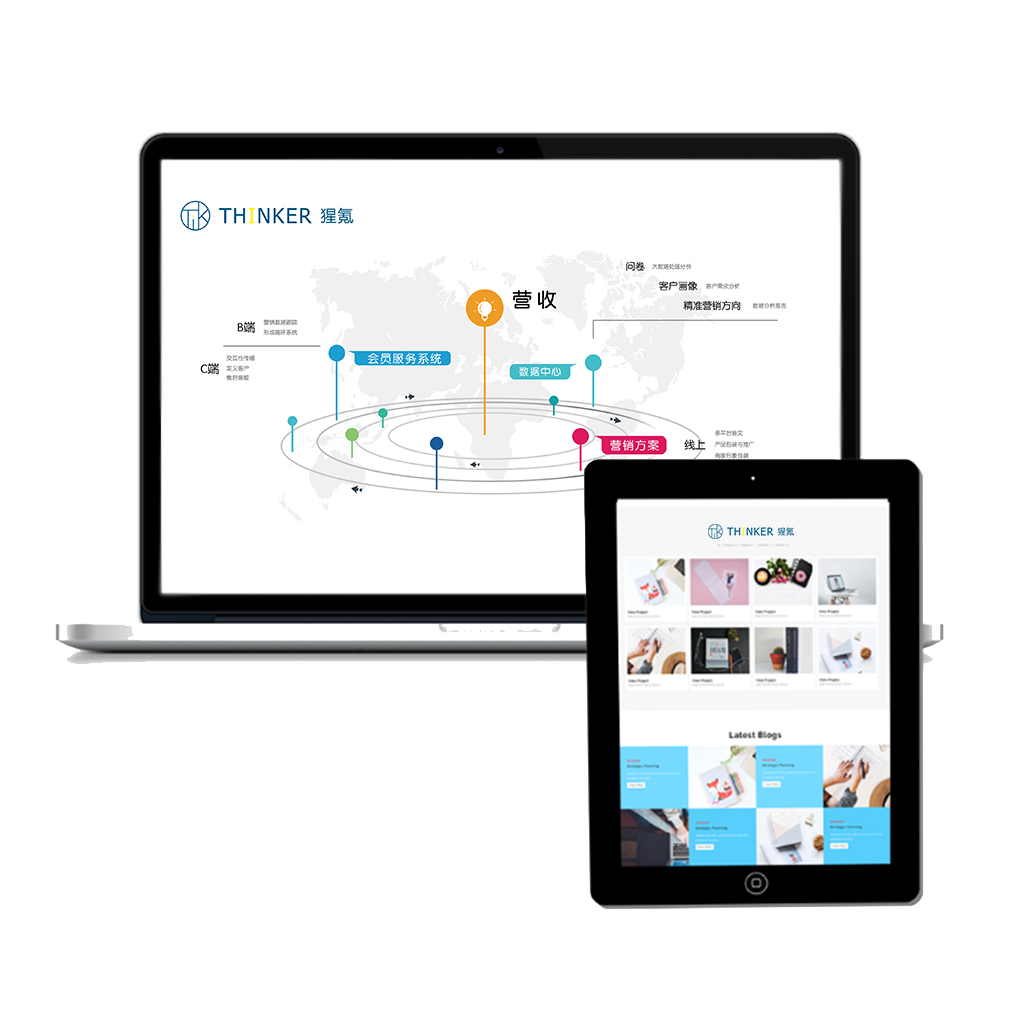 THINKER 猩氪
问卷 大数据处理分析
客户画像 客户需求分析
精准营销方向 数据分析报告
营收
B端 营销数据跟踪
形成循环系统
C端 交互性传播
定义客户
售后客服
会员服务系统
数据中心
营销方案
线上 多平台推文
产品包装与推广
商家形象包装
THINKER 猩氪
View Project
View Project
View Project
View Project
View Project
View Project
View Project
View Project
Latest Blogs
Strategic Planning
Strategic Planning
Strategic Planning
Strategic Planning